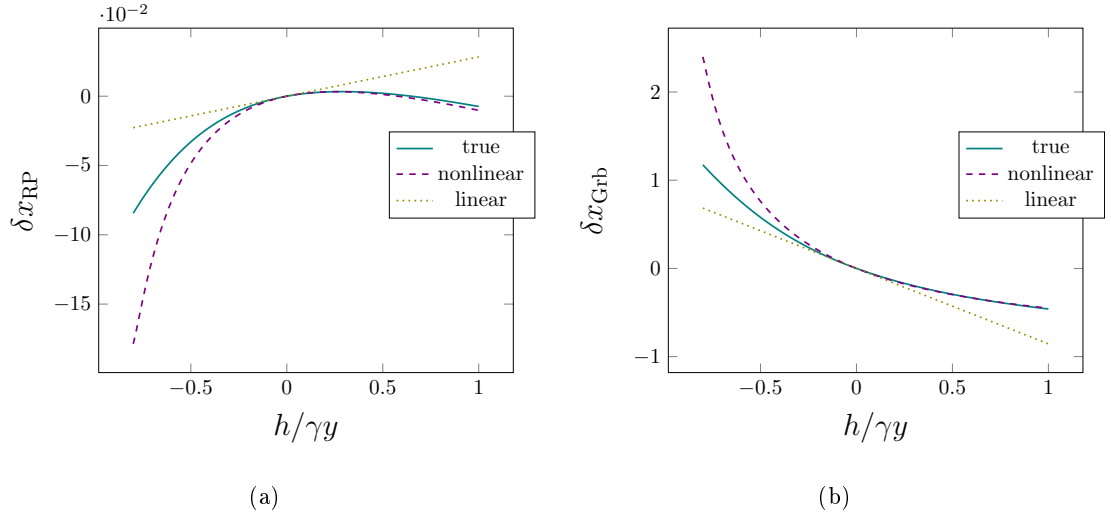 ·10⁻²
0
−5
−10
−15
−0.5 0 0.5 1
h/γy
δx_RP
true
nonlinear
linear
(a)
2
1
0
−1
−0.5 0 0.5 1
h/γy
δx_Grb
true
nonlinear
linear
(b)